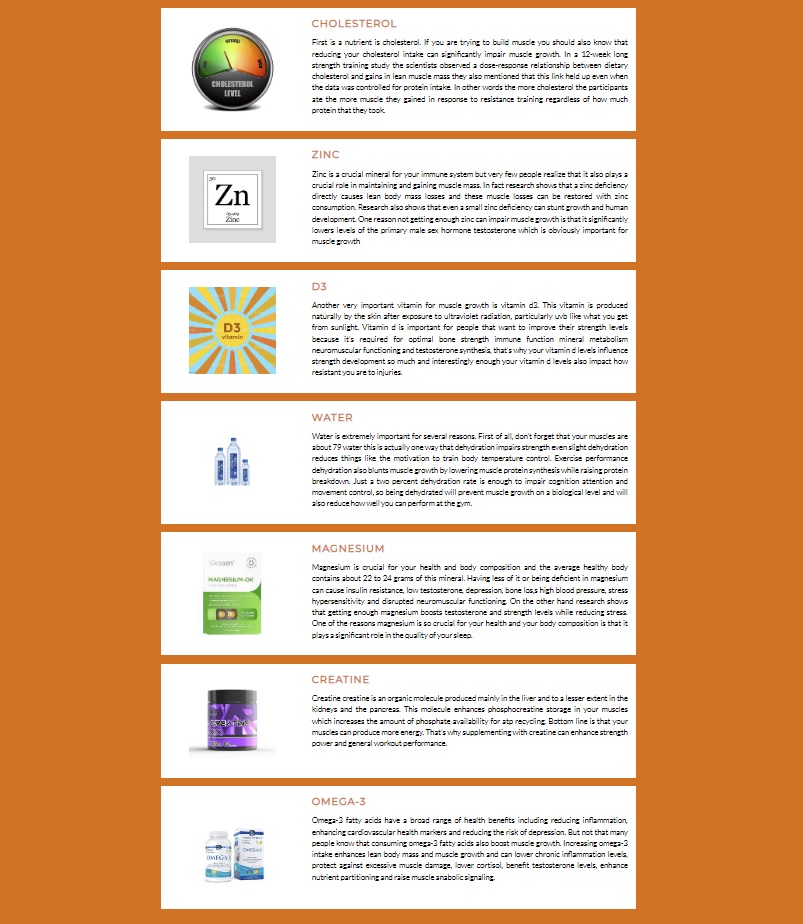 CHOLESTEROL
First is a nutrient is cholesterol. If you are trying to build muscle you should also know that
reducing your cholesterol intake can significantly impair muscle growth. In a 12-week long
strength training study the scientists observed a dose-response relationship between dietary
cholesterol and gains in lean muscle mass they also mentioned that this link held up even when
the data was controlled for protein intake. In other words the more cholesterol the participants
ate the more muscle they gained in response to resistance training regardless of how much
protein that they took.
CHOLESTEROL
LEVEL
ZINC
Zinc is a crucial mineral for your immune system but very few people realize that it also plays a
crucial role in maintaining and gaining muscle mass. In fact research shows that a zinc deficiency
directly causes lean body mass losses and these muscle losses can be restored with zinc
consumption. Research also shows that even a small zinc deficiency can stunt growth and human
development. One reason not getting enough zinc can impair muscle growth is that it significantly
lowers levels of the primary male sex hormone testosterone which is obviously important for
muscle growth
30
Zn
Zinc
D3
Another very important vitamin for muscle growth is vitamin d3. This vitamin is produced
naturally by the skin after exposure to ultraviolet radiation, particularly uvb like what you get
from sunlight. Vitamin d is important for people that want to improve their strength levels
because it's required for optimal bone strength immune function mineral metabolism
neuromuscular functioning and testosterone synthesis, that's why your vitamin d levels influence
strength development so much and interestingly enough your vitamin d levels also impact how
resistant you are to injuries.
D3
vitamin
WATER
Water is extremely important for several reasons. First of all, don't forget that your muscles are
about 79 water this is actually one way that dehydration impairs strength even slight dehydration
reduces things like the motivation to train body temperature control. Exercise performance
dehydration also blunts muscle growth by lowering muscle protein synthesis while raising protein
breakdown. Just a two percent dehydration rate is enough to impair cognition attention and
movement control, so being dehydrated will prevent muscle growth on a biological level and will
also reduce how well you can perform at the gym.
MAGNESIUM
Magnesium is crucial for your health and body composition and the average healthy body
contains about 22 to 24 grams of this mineral. Having less of it or being deficient in magnesium
can cause insulin resistance, low testosterone, depression, bone loss high blood pressure, stress
hypersensitivity and disrupted neuromuscular functioning. On the other hand research shows
that getting enough magnesium boosts testosterone and strength levels while reducing stress.
One of the reasons magnesium is so crucial for your health and your body composition is that it
plays a significant role in the quality of your sleep.
MAGNESIUM-OK
CREATINE
Creatine creatine is an organic molecule produced mainly in the liver and to a lesser extent in the
kidneys and the pancreas. This molecule enhances phosphocreatine storage in your muscles
which increases the amount of phosphate availability for atp recycling. Bottom line is that your
muscles can produce more energy. That's why supplementing with creatine can enhance strength
power and general workout performance.
CREATINE
OMEGA-3
Omega-3 fatty acids have a broad range of health benefits including reducing inflammation,
enhancing cardiovascular health markers and reducing the risk of depression. But not that many
people know that consuming omega-3 fatty acids also boost muscle growth. Increasing omega-3
intake enhances lean body mass and muscle growth and can lower chronic inflammation levels,
protect against excessive muscle damage, lower cortisol, benefit testosterone levels, enhance
nutrient partitioning and raise muscle anabolic signaling.